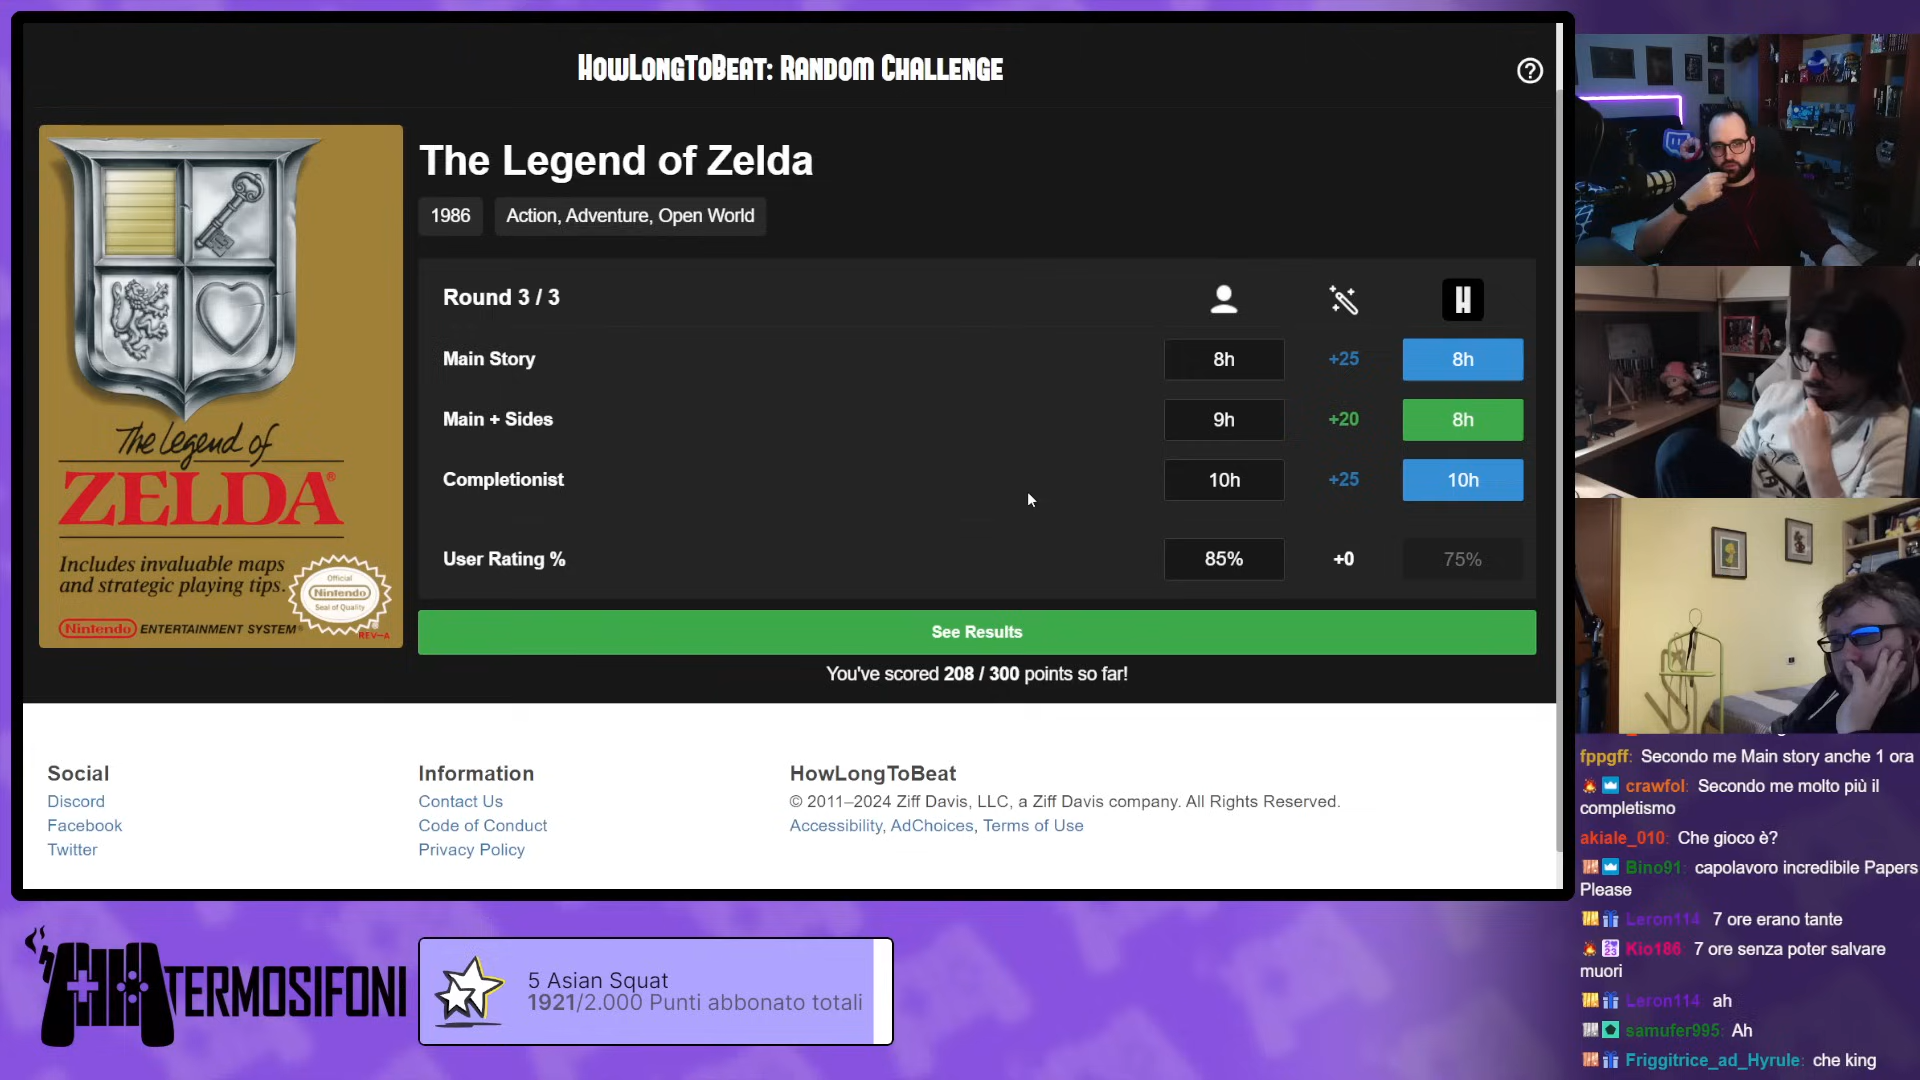 HowLongToBeat: Random Challenge
The Legend of Zelda
1986
Action, Adventure, Open World
Round 3 / 3
H
Main Story
8h
+25
8h
Main + Sides
9h
+20
8h
Completionist
10h
+25
10h
User Rating %
85%
+0
75%
See Results
You've scored 208 / 300 points so far!
The Legend of
ZELDA®
Includes invaluable maps
and strategic playing tips.
Official
Nintendo
Seal of Quality
Nintendo ENTERTAINMENT SYSTEM
REV-A
Social
Discord
Facebook
Twitter
Information
Contact Us
Code of Conduct
Privacy Policy
HowLongToBeat
© 2011–2024 Ziff Davis, LLC, a Ziff Davis company. All Rights Reserved.
Accessibility, AdChoices, Terms of Use
TERMOSIFONI
5 Asian Squat
1921/2.000 Punti abbonato totali
fppgff: Secondo me Main story anche 1 ora
crawfol: Secondo me molto più il
completismo
akiale_010: Che gioco è?
Bino91: capolavoro incredibile Papers
Please
Leron114 7 ore erano tante
Kio186: 7 ore senza poter salvare
muori
Leron114 ah
samufer995: Ah
Friggitrice_ad_Hyrule: che king